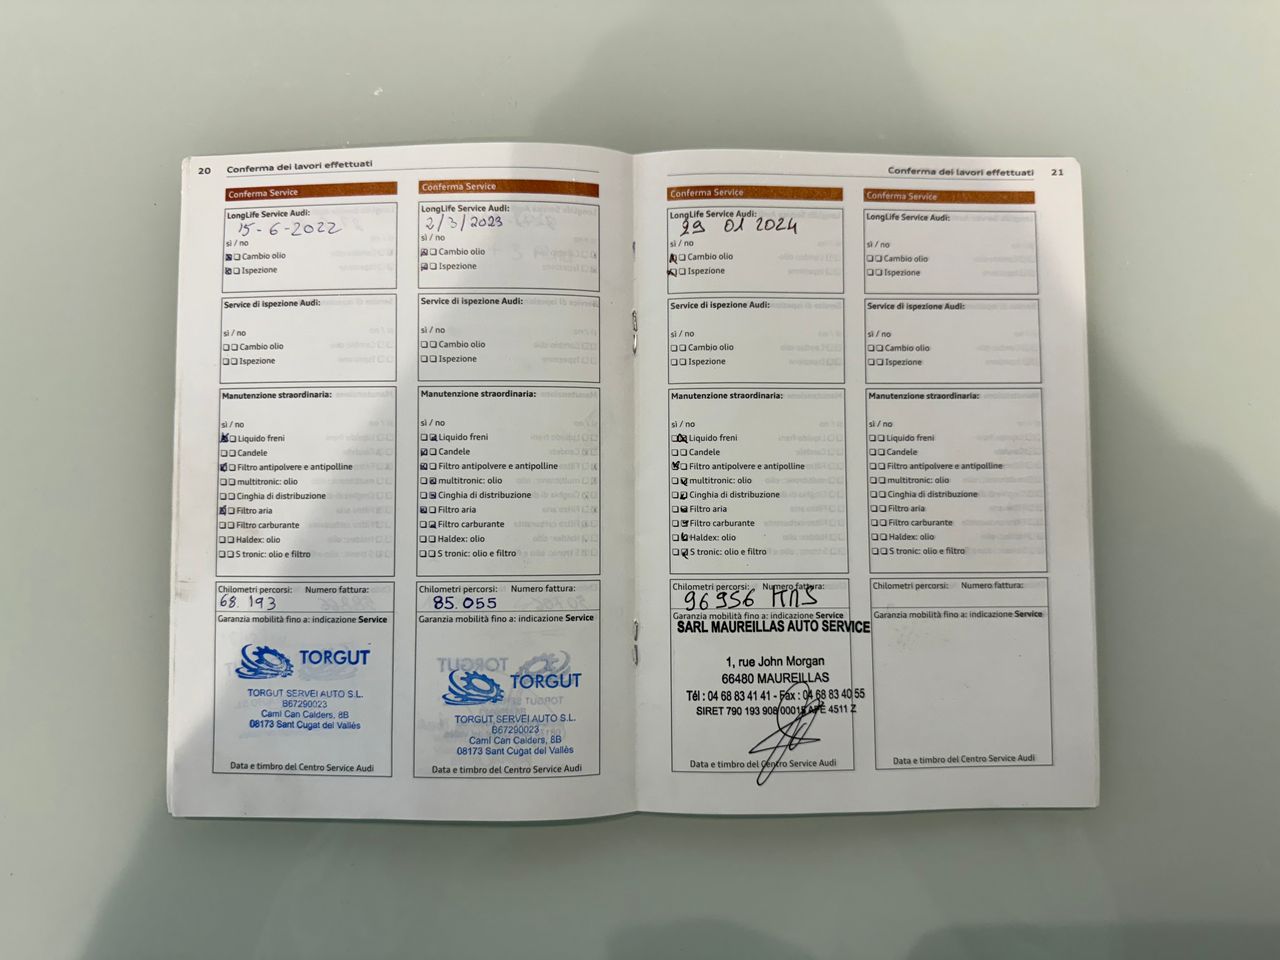 20 Conferma dei lavori effettuati
Conferma Service
LongLife Service Audi:
15-6-2022
sì / no
Cambio olio
Ispezione
Service di ispezione Audi:
sì / no
Cambio olio
Ispezione
Manutenzione straordinaria:
sì / no
Liquido freni
Candele
Filtro antipolvere e antipolline
multitronic: olio
Cinghia di distribuzione
Filtro aria
Filtro carburante
Haldex: olio
S tronic: olio e filtro
Chilometri percorsi: Numero fattura:
68.193
Garanzia mobilità fino a: indicazione Service
TORGUT
TORGUT SERVEI AUTO S.L.
B67290023
Camí Can Calders, 8B
08173 Sant Cugat del Vallès
Data e timbro del Centro Service Audi
Conferma Service
LongLife Service Audi:
2/3/2023
sì / no
Cambio olio
Ispezione
Service di ispezione Audi:
sì / no
Cambio olio
Ispezione
Manutenzione straordinaria:
sì / no
Liquido freni
Candele
Filtro antipolvere e antipolline
multitronic: olio
Cinghia di distribuzione
Filtro aria
Filtro carburante
Haldex: olio
S tronic: olio e filtro
Chilometri percorsi: Numero fattura:
85.055
Garanzia mobilità fino a: indicazione Service
TORGUT
TORGUT SERVEI AUTO S.L.
B67290023
Camí Can Calders, 8B
08173 Sant Cugat del Vallès
Data e timbro del Centro Service Audi
Conferma dei lavori effettuati 21
Conferma Service
LongLife Service Audi:
29 01 2024
sì / no
Cambio olio
Ispezione
Service di ispezione Audi:
sì / no
Cambio olio
Ispezione
Manutenzione straordinaria:
sì / no
Liquido freni
Candele
Filtro antipolvere e antipolline
multitronic: olio
Cinghia di distribuzione
Filtro aria
Filtro carburante
Haldex: olio
S tronic: olio e filtro
Chilometri percorsi: Numero fattura:
96956
Garanzia mobilità fino a: indicazione Service
SARL MAUREILLAS AUTO SERVICE
1, rue John Morgan
66480 MAUREILLAS
Tél : 04 68 83 41 41 - Fax : 04 68 83 40 55
SIRET 790 193 908 00015 APE 4511 Z
Data e timbro del Centro Service Audi
Conferma Service
LongLife Service Audi:
sì / no
Cambio olio
Ispezione
Service di ispezione Audi:
sì / no
Cambio olio
Ispezione
Manutenzione straordinaria:
sì / no
Liquido freni
Candele
Filtro antipolvere e antipolline
multitronic: olio
Cinghia di distribuzione
Filtro aria
Filtro carburante
Haldex: olio
S tronic: olio e filtro
Chilometri percorsi: Numero fattura:
Garanzia mobilità fino a: indicazione Service
Data e timbro del Centro Service Audi